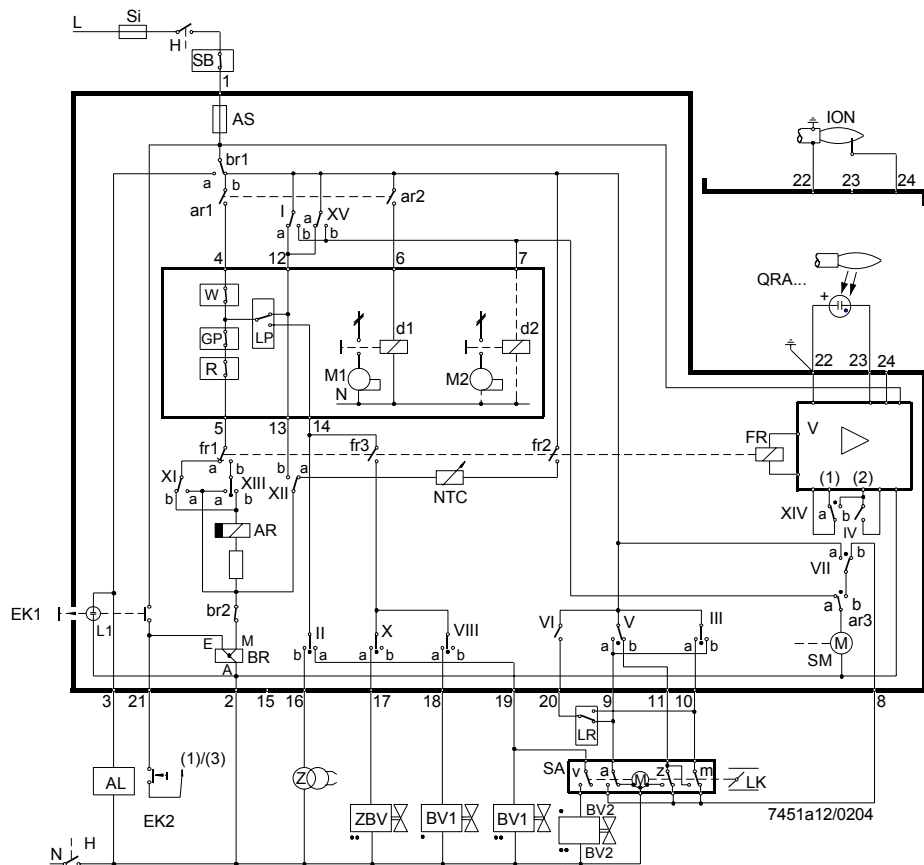 L Si
H
SB
1
AS
ION
22 23 24
br1
a b
ar1 I a XV ar2
a b b
4 12 6 7
QRA...
+
W
LP
d1 d2
GP
22 23 24
R
M1 M2
N
V
FR
5 13 14
fr1 fr3 fr2
a b b a
(1) (2)
XI XIII XII
b a a b
NTC
XIV a b IV
AR
a b
VII
EK1
L1
br2
a b
ar3
E M
VI V III
II X VIII
BR
M
SM
A
b a a b a b a b a b
3 21 2 15 16 17 18 19 20 9 11 10 8
LR
(1)/(3)
SA v a M z m
LK
AL
Z
7451a12/0204
EK2
ZBV BV1 BV1 BV2
BV2
H
N